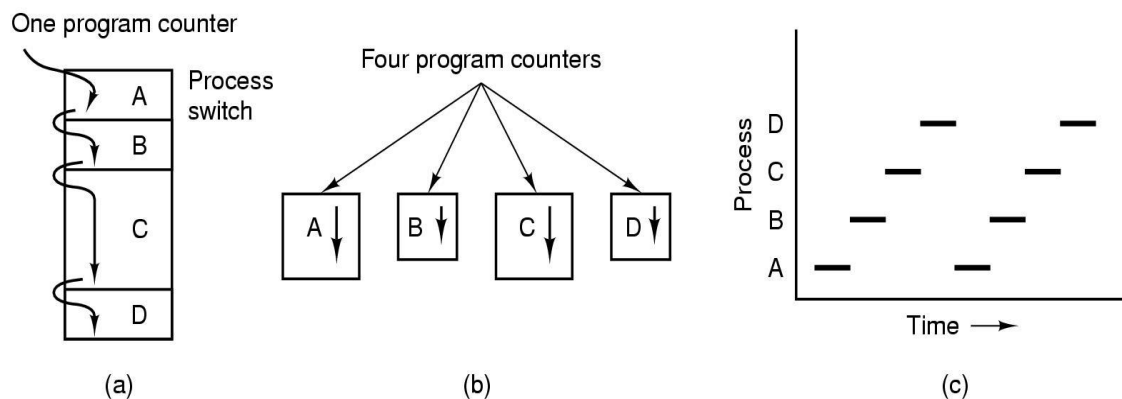 One program counter
Process
switch
A
B
C
D
(a)
Four program counters
A
B
C
D
(b)
Process
D
C
B
A
Time
(c)